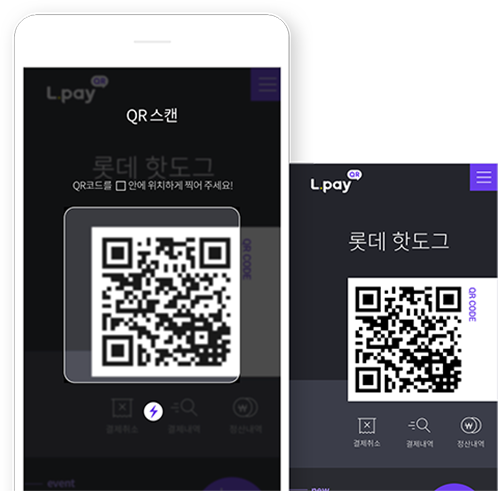 L.pay QR
QR 스캔
롯데 핫도그
QR코드를 안에 위치하게 찍어 주세요!
QR CODE
결제취소
결제내역
정산내역
event
L.pay QR
롯데 핫도그
QR CODE
결제취소
결제내역
정산내역